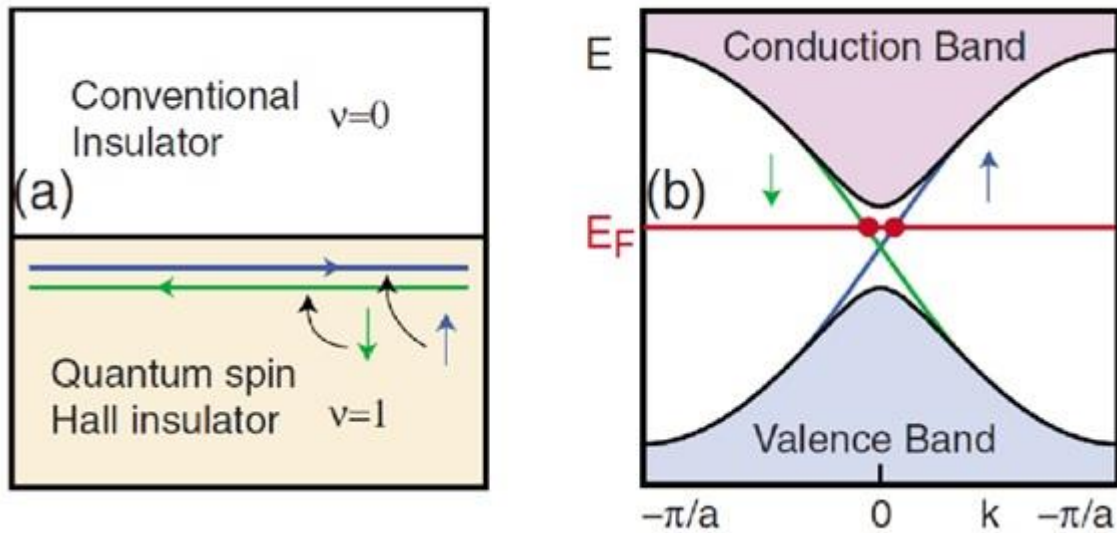 Conventional
Insulator ν=0
(a)
Quantum spin
Hall insulator ν=1
E
Conduction Band
(b)
E_F
Valence Band
−π/a 0 k −π/a